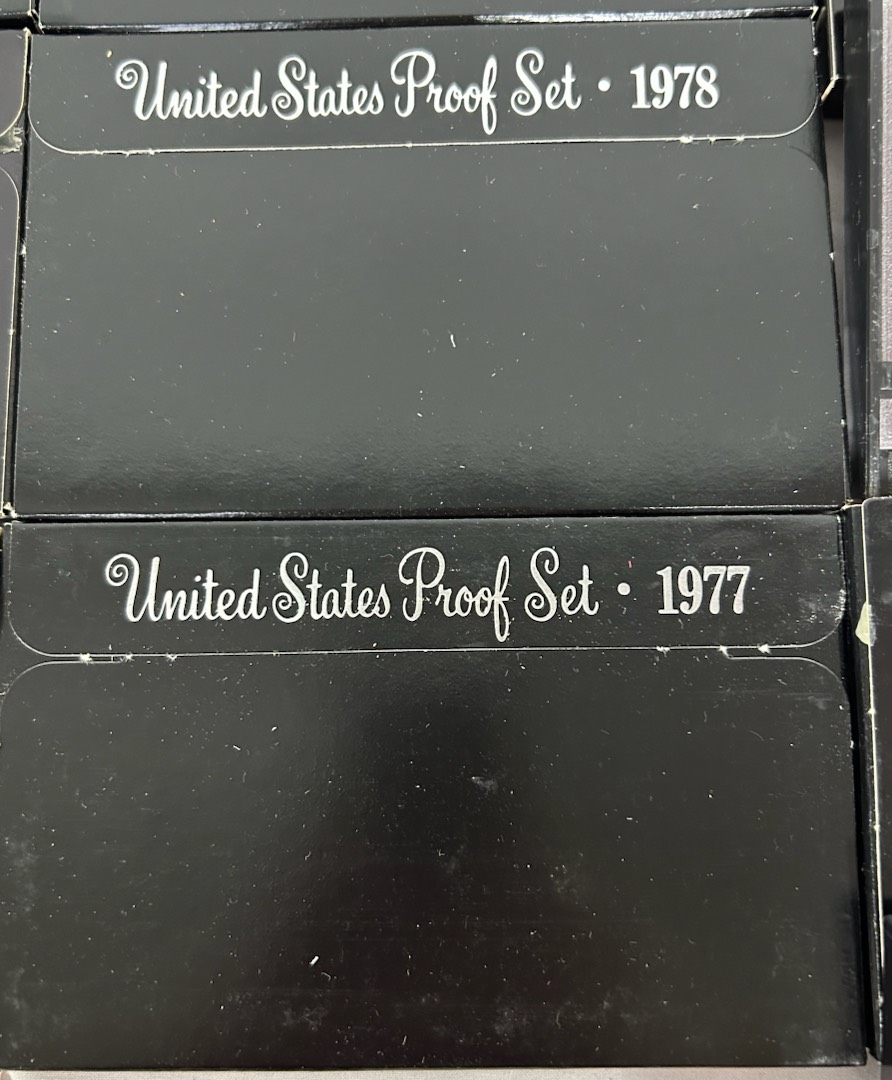 United States Proof Set • 1978
United States Proof Set • 1977